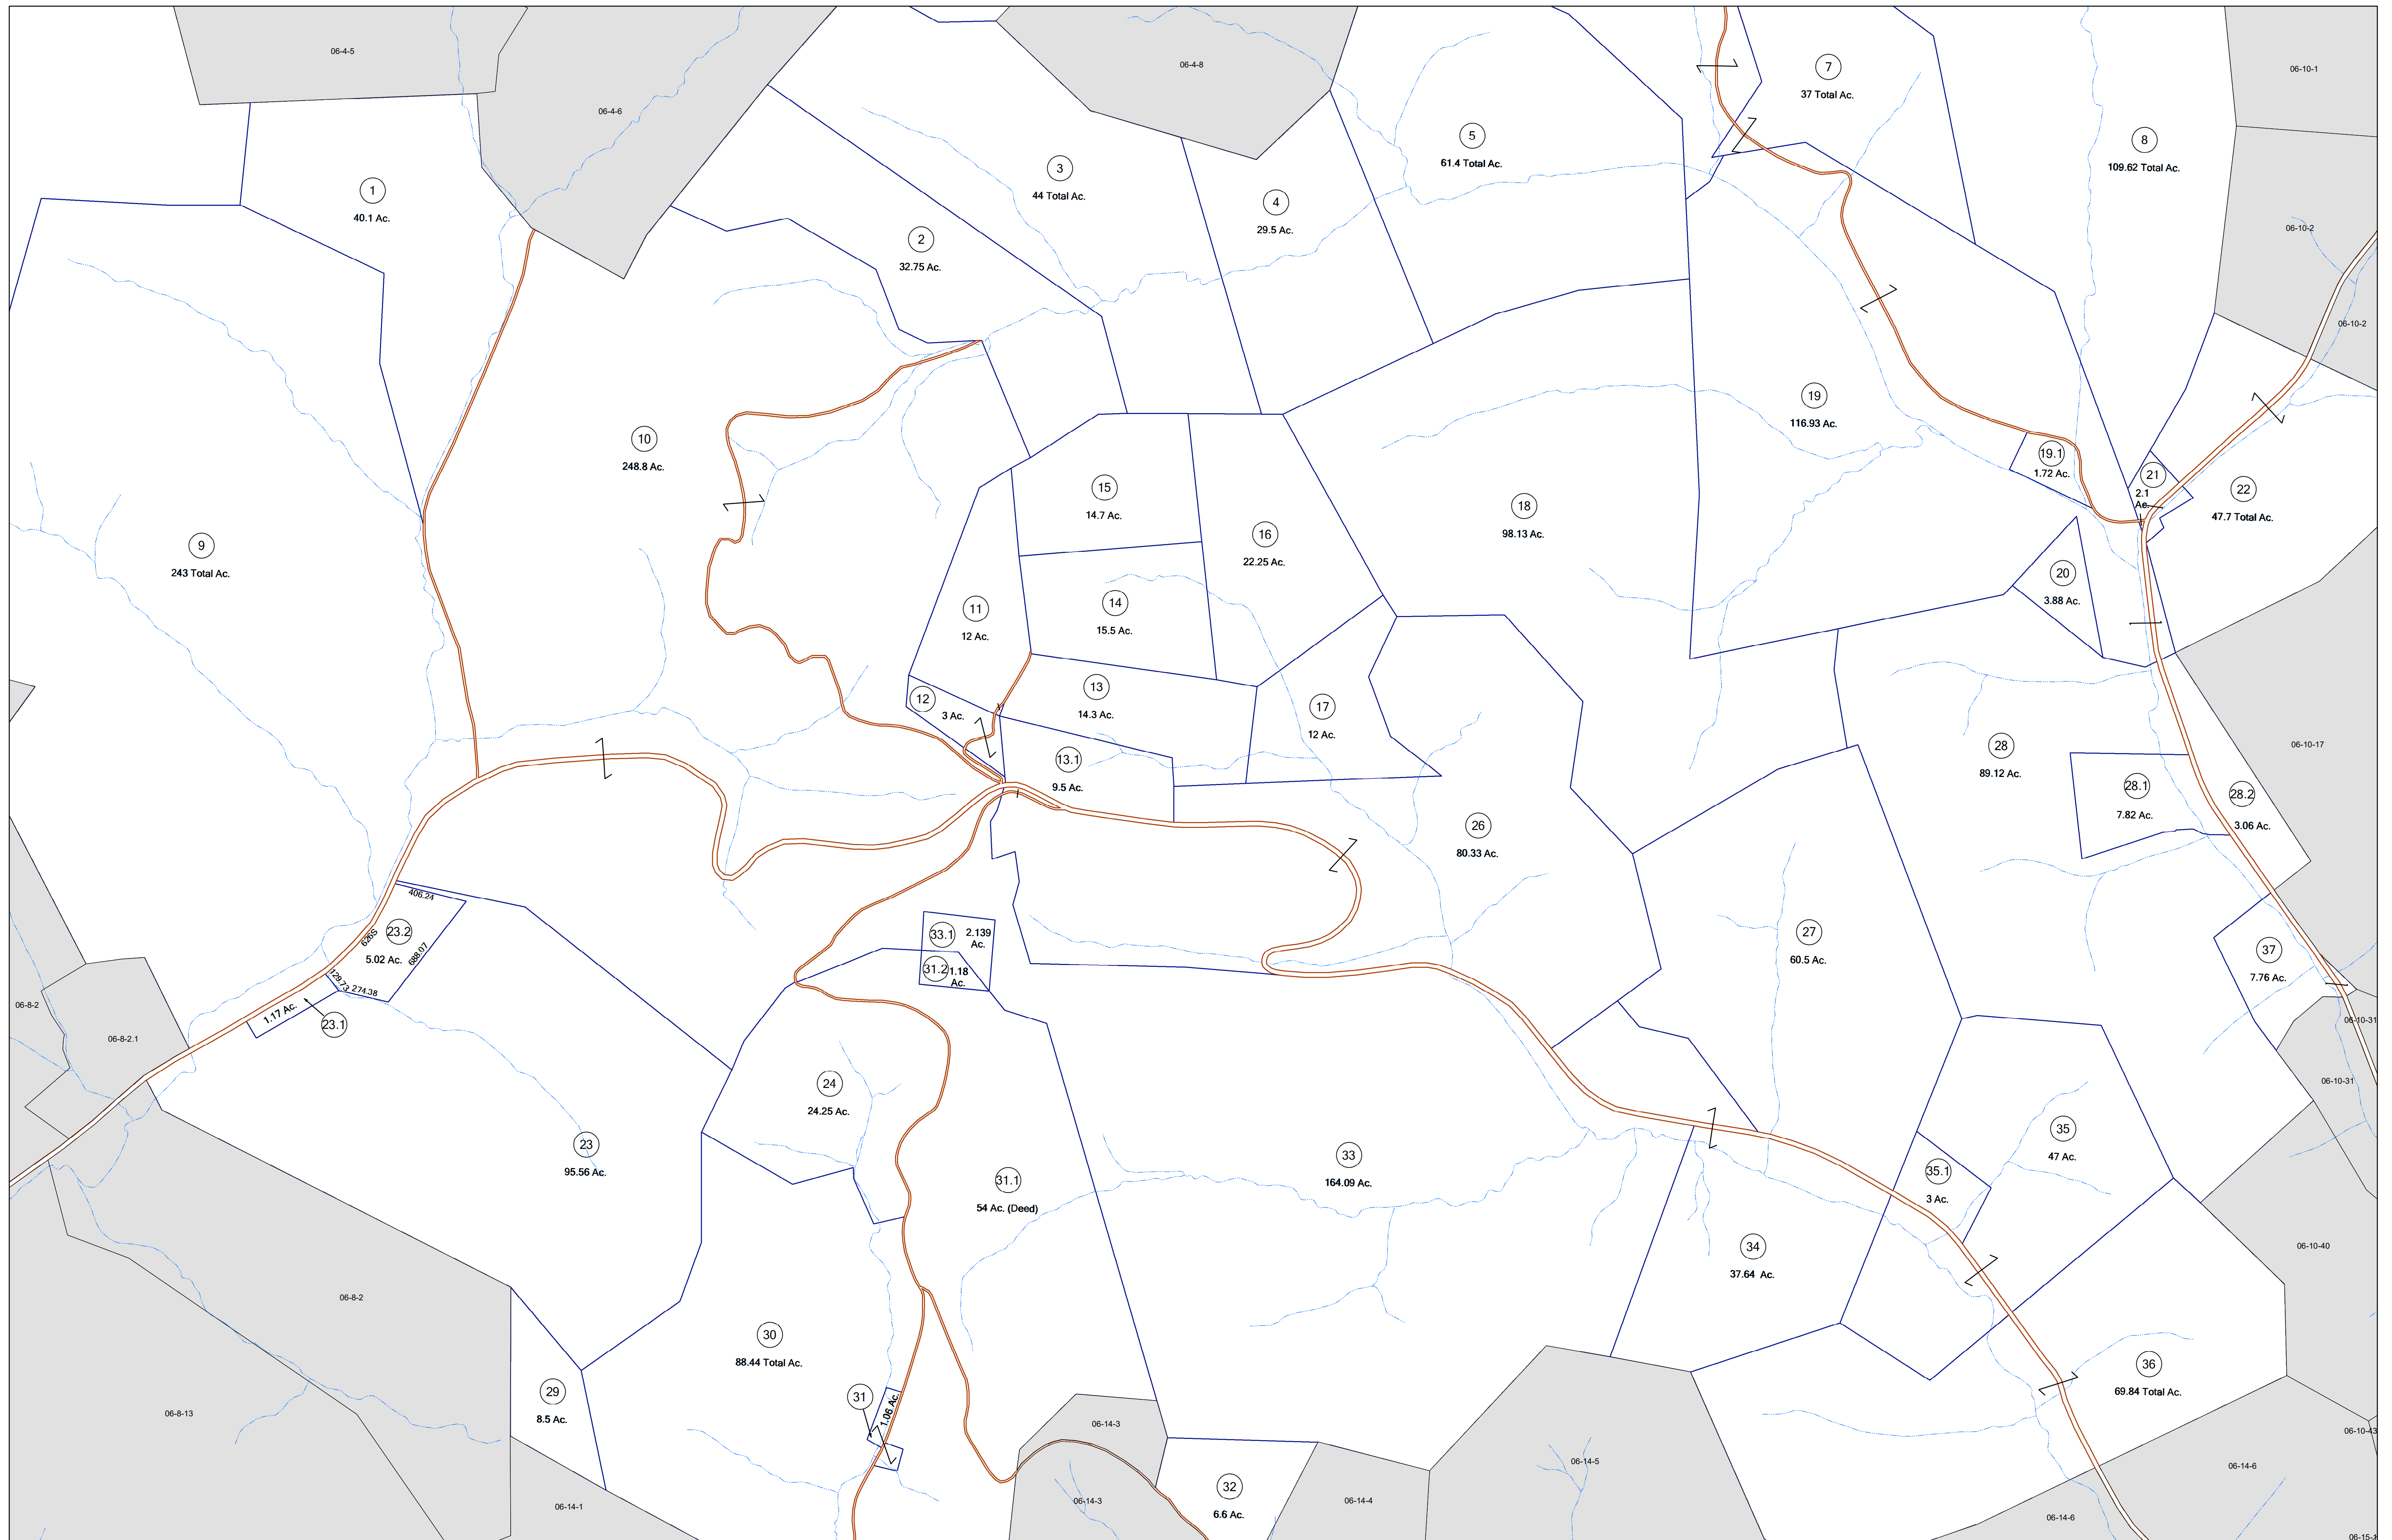 06-4-5
06-4-6
06-4-8
06-10-1
7
37 Total Ac.
5
61.4 Total Ac.
8
109.62 Total Ac.
3
44 Total Ac.
1
40.1 Ac.
4
29.5 Ac.
2
32.75 Ac.
06-10-2
06-10-2
19
116.93 Ac.
10
248.8 Ac.
19.1
1.72 Ac.
21
2.1
Ac.
22
47.7 Total Ac.
15
14.7 Ac.
18
98.13 Ac.
16
22.25 Ac.
9
243 Total Ac.
20
3.88 Ac.
11
12 Ac.
14
15.5 Ac.
12
3 Ac.
13
14.3 Ac.
17
12 Ac.
28
89.12 Ac.
06-10-17
13.1
9.5 Ac.
28.1
7.82 Ac.
28.2
3.06 Ac.
26
80.33 Ac.
406.24
23.2
626S
688.07
5.02 Ac.
129.73
274.38
33.1
2.139
Ac.
31.2
1.18
Ac.
27
60.5 Ac.
37
7.76 Ac.
06-8-2
1.17 Ac.
23.1
06-8-2.1
06-10-31
06-10-31
24
24.25 Ac.
23
95.56 Ac.
35
47 Ac.
33
164.09 Ac.
35.1
3 Ac.
31.1
54 Ac. (Deed)
34
37.64 Ac.
06-10-40
06-8-2
30
88.44 Total Ac.
36
69.84 Total Ac.
29
8.5 Ac.
31
1.06 Ac.
06-8-13
06-14-3
06-10-43
06-14-5
06-14-6
32
6.6 Ac.
06-14-1
06-14-3
06-14-4
06-14-6